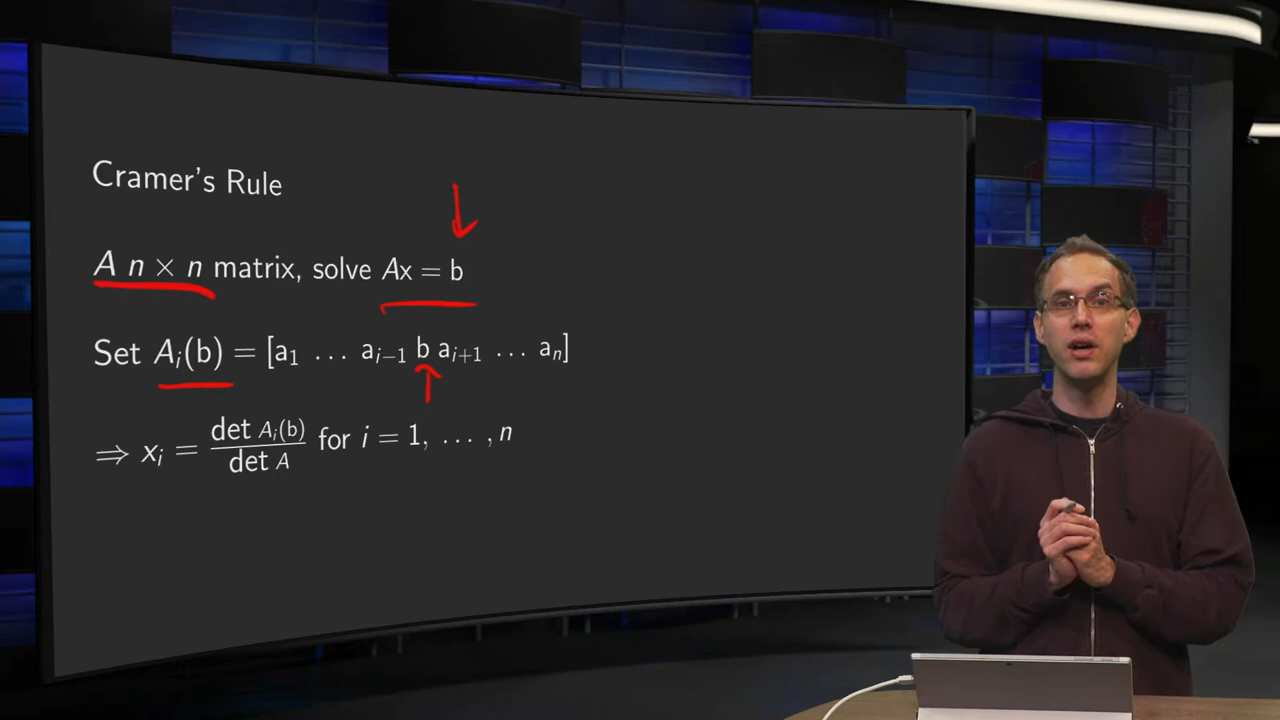 Cramer's Rule
A n × n matrix, solve Ax = b
Set Aᵢ(b) = [a₁ … aᵢ₋₁ b aᵢ₊₁ … aₙ]
⇒ xᵢ = det Aᵢ(b) / det A for i = 1, … , n